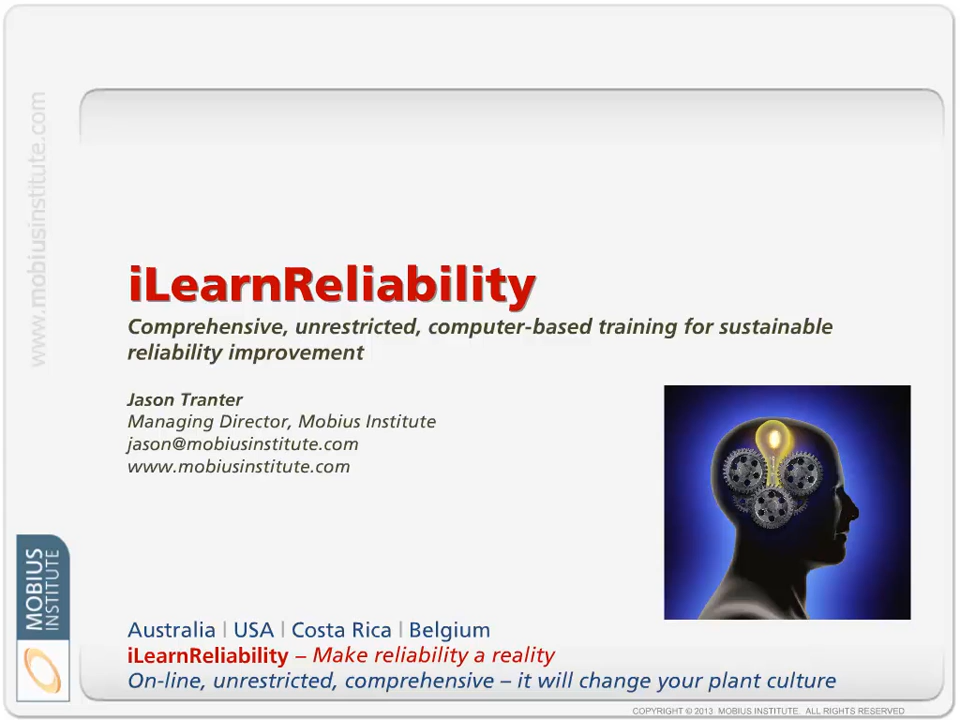 www.mobiusinstitute.com
iLearnReliability
Comprehensive, unrestricted, computer-based training for sustainable
reliability improvement
Jason Tranter
Managing Director, Mobius Institute
jason@mobiusinstitute.com
www.mobiusinstitute.com
MOBIUS
INSTITUTE
Australia | USA | Costa Rica | Belgium
iLearnReliability – Make reliability a reality
On-line, unrestricted, comprehensive – it will change your plant culture
COPYRIGHT © 2013 MOBIUS INSTITUTE. ALL RIGHTS RESERVED